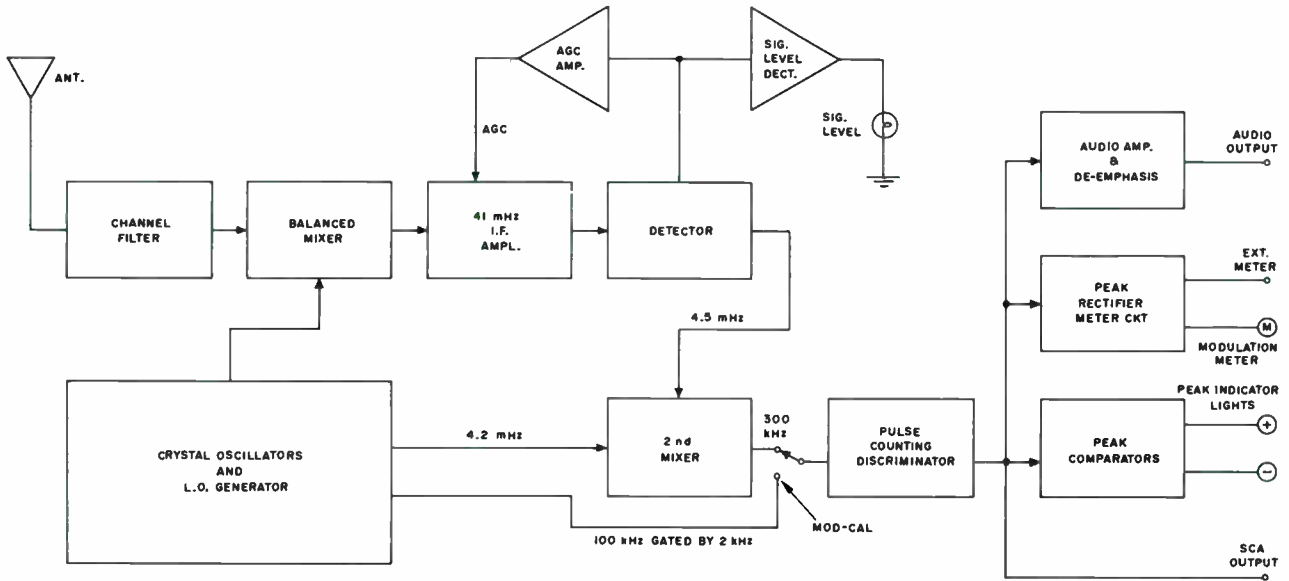 ANT.
AGC
AMP.
SIG.
LEVEL
DECT.
SIG.
LEVEL
AGC
CHANNEL
FILTER
BALANCED
MIXER
41 mHz
I.F.
AMPL.
DETECTOR
AUDIO AMP.
&
DE-EMPHASIS
AUDIO
OUTPUT
PEAK
RECTIFIER
METER CKT
EXT.
METER
M
MODULATION
METER
4.5 mHz
CRYSTAL OSCILLATORS
AND
L.O. GENERATOR
4.2 mHz
2nd
MIXER
300
kHz
PULSE
COUNTING
DISCRIMINATOR
PEAK
COMPARATORS
PEAK INDICATOR
LIGHTS
+
−
MOD-CAL
100 kHz GATED BY 2 kHz
SCA
OUTPUT